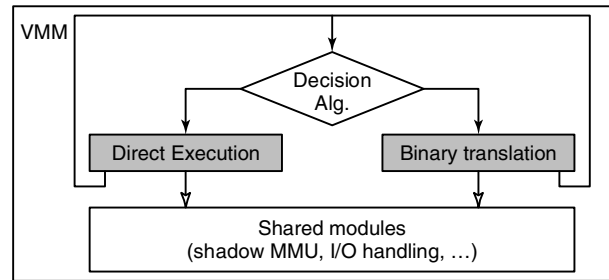 VMM
Decision
Alg.
Direct Execution
Binary translation
Shared modules
(shadow MMU, I/O handling, …)